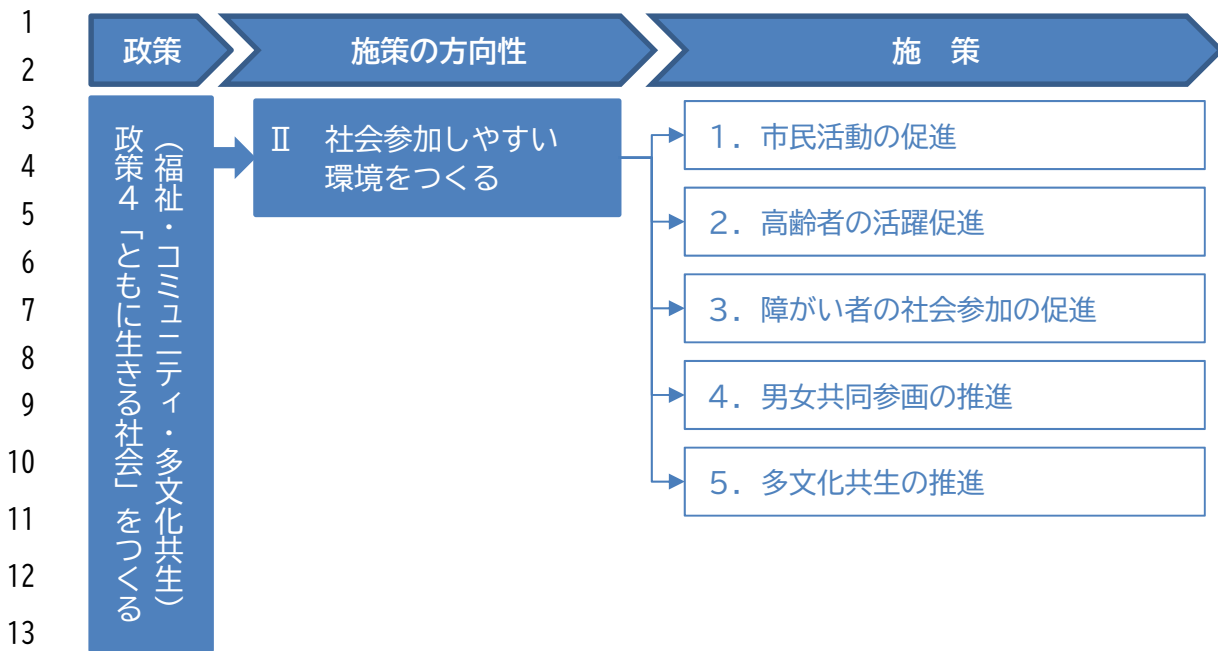 1
2
3
4
5
6
7
8
9
10
11
12
13
政策
施策の方向性
施　策
政策4「ともに生きる社会」をつくる
（福祉・コミュニティ・多文化共生）
Ⅱ　社会参加しやすい
環境をつくる
1．市民活動の促進
2．高齢者の活躍促進
3．障がい者の社会参加の促進
4．男女共同参画の推進
5．多文化共生の推進